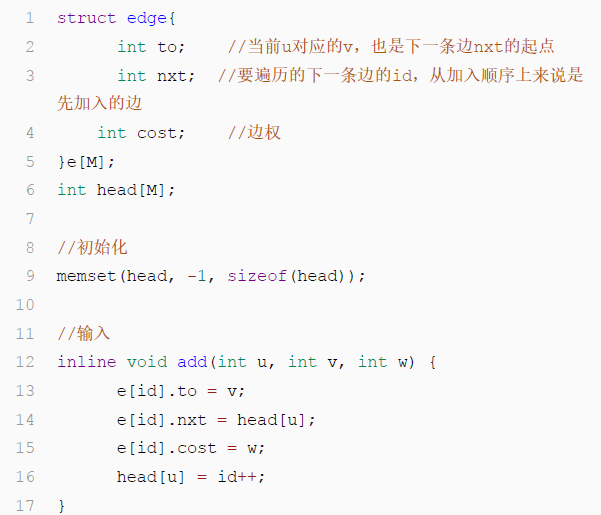 1 struct edge{
2 int to; //当前u对应的v，也是下一条边nxt的起点
3 int nxt; //要遍历的下一条边的id，从加入顺序上来说是
先加入的边
4 int cost; //边权
5 }e[M];
6 int head[M];
7
8 //初始化
9 memset(head, -1, sizeof(head));
10
11 //输入
12 inline void add(int u, int v, int w) {
13 e[id].to = v;
14 e[id].nxt = head[u];
15 e[id].cost = w;
16 head[u] = id++;
17 }